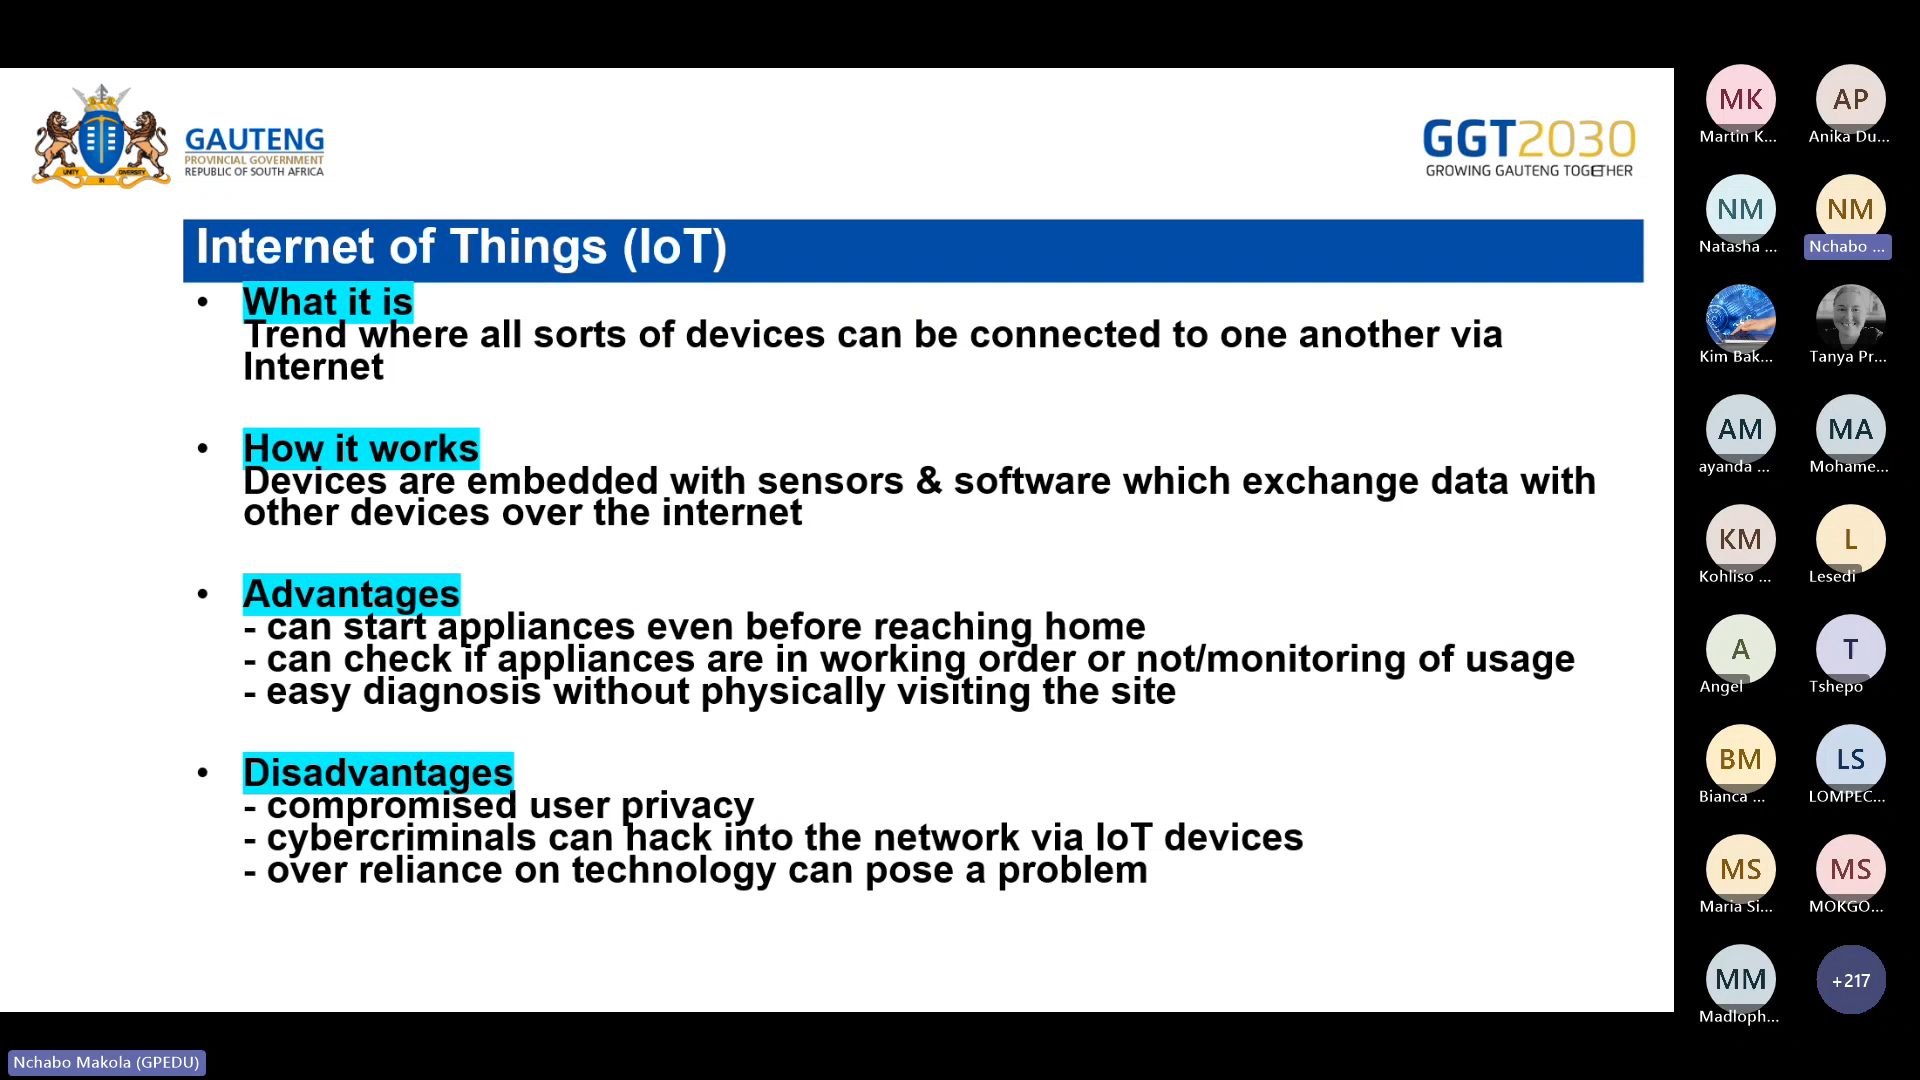 GAUTENG
PROVINCIAL GOVERNMENT
REPUBLIC OF SOUTH AFRICA
UNITY IN DIVERSITY
GGT2030
GROWING GAUTENG TOGETHER
Internet of Things (IoT)
• What it is
Trend where all sorts of devices can be connected to one another via
Internet
• How it works
Devices are embedded with sensors & software which exchange data with
other devices over the internet
• Advantages
- can start appliances even before reaching home
- can check if appliances are in working order or not/monitoring of usage
- easy diagnosis without physically visiting the site
• Disadvantages
- compromised user privacy
- cybercriminals can hack into the network via IoT devices
- over reliance on technology can pose a problem
MK
Martin K...
AP
Anika Du...
NM
Natasha ...
NM
Nchabo ...
Kim Bak...
Tanya Pr...
AM
ayanda ...
MA
Mohame...
KM
Kohliso ...
L
Lesedi
A
Angel
T
Tshepo
BM
Bianca ...
LS
LOMPEC...
MS
Maria Si...
MS
MOKGO...
MM
Madloph...
+217
Nchabo Makola (GPEDU)